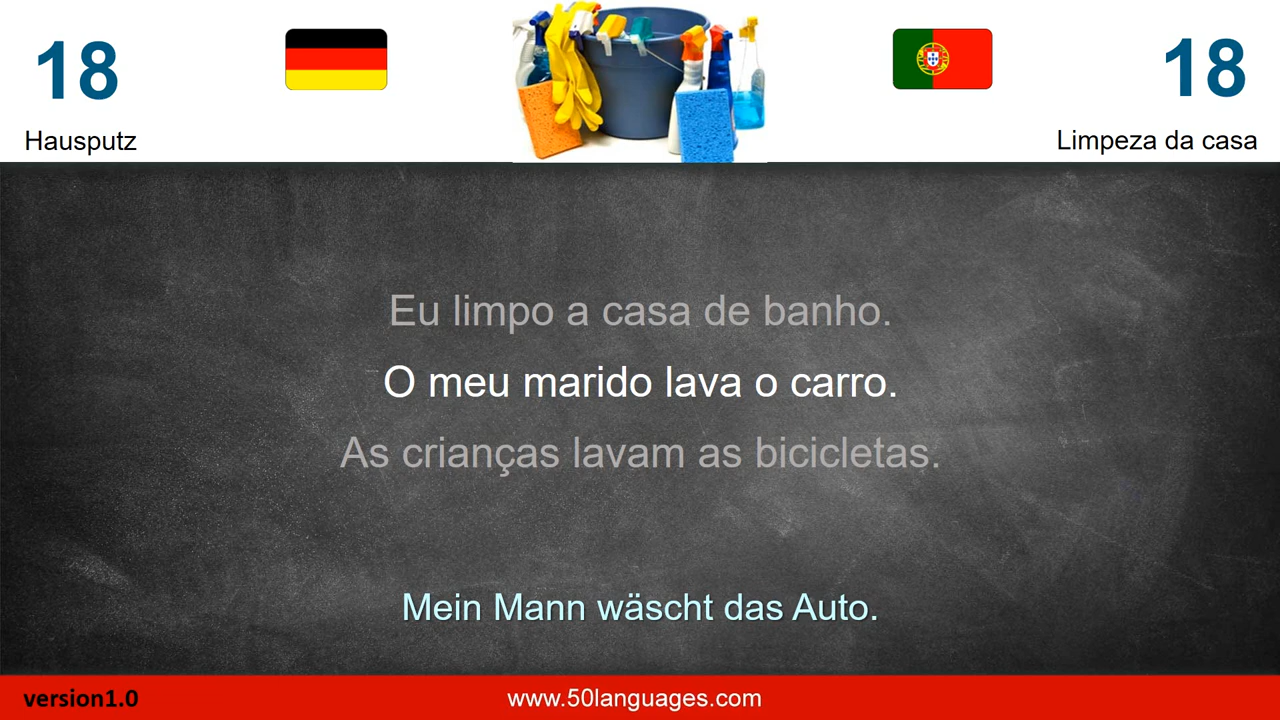 18
18
Hausputz
Limpeza da casa
Eu limpo a casa de banho.
O meu marido lava o carro.
As crianças lavam as bicicletas.
Mein Mann wäscht das Auto.
version1.0
www.50languages.com